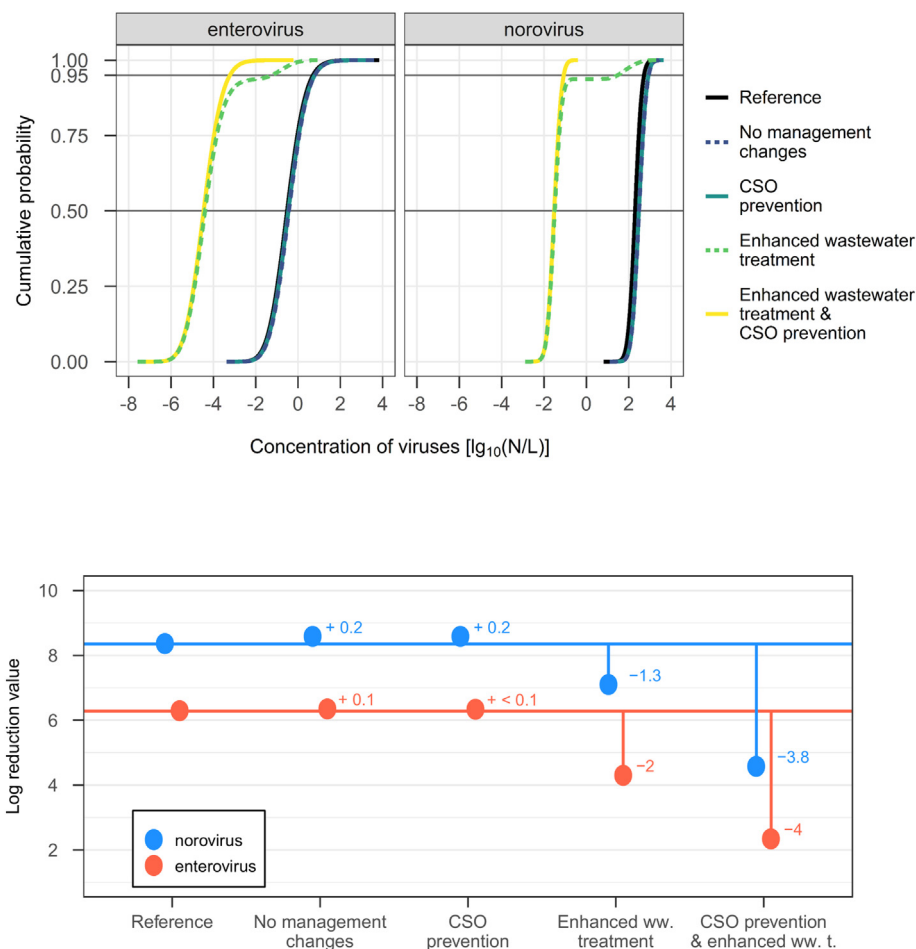 enterovirus
norovirus
1.00
0.95
0.75
0.50
0.25
0.00
Cumulative probability
-8 -6 -4 -2 0 2 4
-8 -6 -4 -2 0 2 4
Concentration of viruses [lg10(N/L)]
Reference
No management
changes
CSO
prevention
Enhanced wastewater
treatment
Enhanced wastewater
treatment &
CSO prevention
10
8
6
4
2
Log reduction value
+ 0.2
+ 0.2
−1.3
−3.8
+ 0.1
+ < 0.1
−2
−4
norovirus
enterovirus
Reference
No management
changes
CSO
prevention
Enhanced ww.
treatment
CSO prevention
& enhanced ww. t.